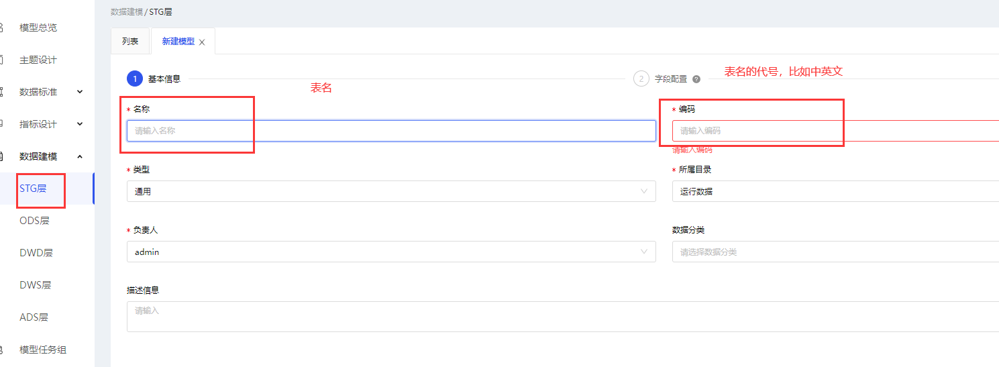 数据建模 / STG层
模型总览
主题设计
数据标准
指标设计
数据建模
STG层
ODS层
DWD层
DWS层
ADS层
模型任务组
列表
新建模型
1 基本信息
表名
2 字段配置 ?
表名的代号，比如中英文
* 名称
请输入名称
* 编码
请输入编码
请输入编码
* 类型
通用
* 所属目录
运行数据
* 负责人
admin
数据分类
请选择数据分类
描述信息
请输入